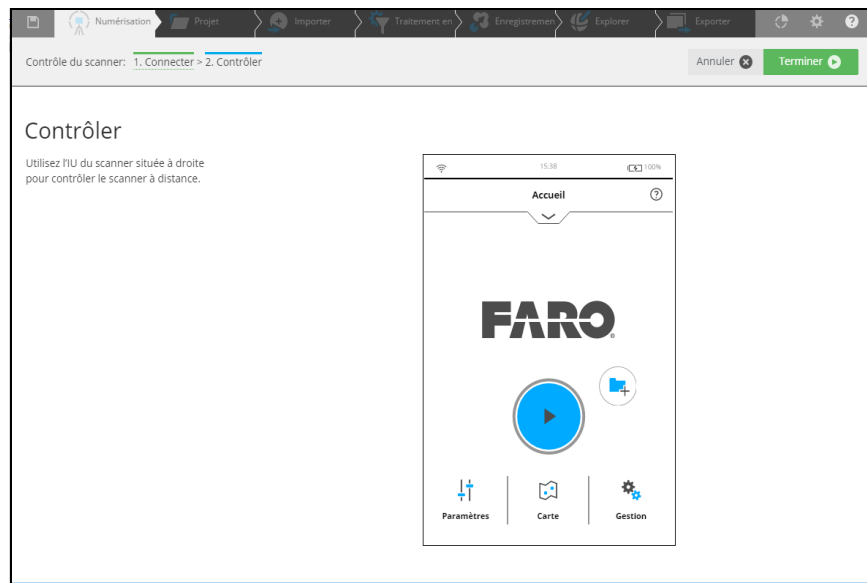 Numérisation Projet Importer Traitement en Enregistremen Explorer Exporter ?
Contrôle du scanner: 1. Connecter > 2. Contrôler Annuler Terminer
Contrôler
Utilisez l'IU du scanner située à droite
pour contrôler le scanner à distance.
15:38 100%
Accueil ?
FARO®
Paramètres Carte Gestion